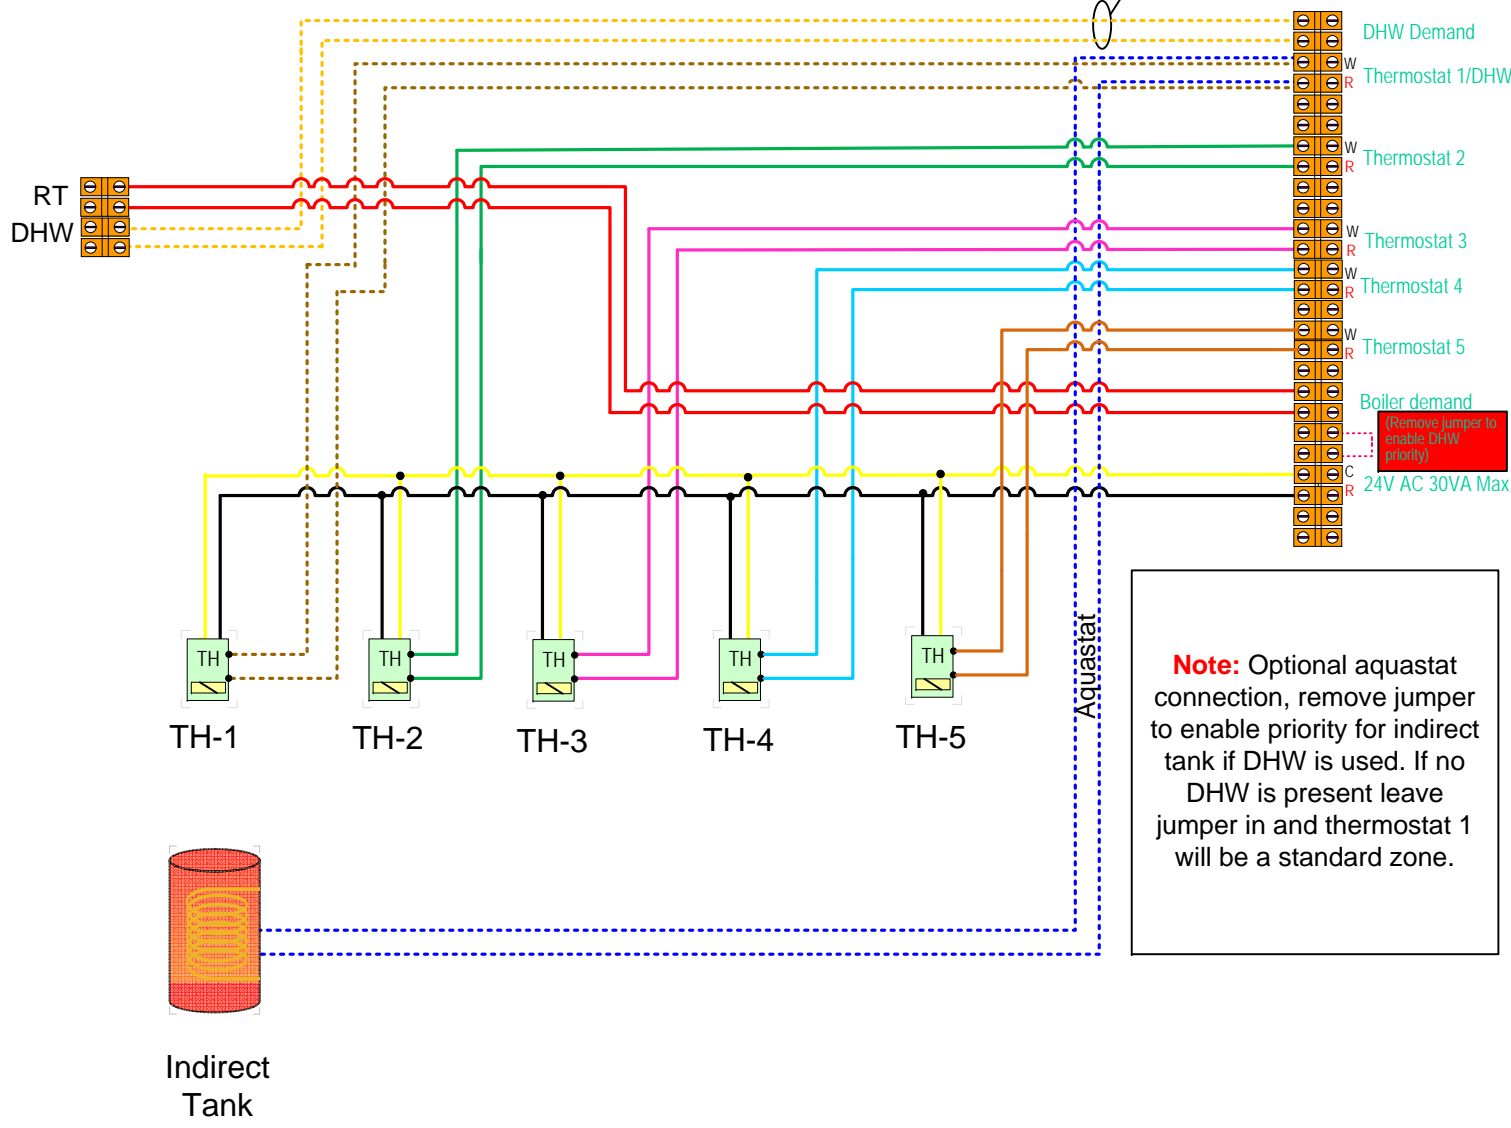 DHW Demand
W
Thermostat 1/DHW
R
W
Thermostat 2
R
RT
DHW
W
Thermostat 3
R
W
Thermostat 4
R
W
Thermostat 5
R
Boiler demand
(Remove jumper to
enable DHW
priority)
C
24V AC 30VA Max
R
Aquastat
TH
TH
TH
TH
TH
TH-1
TH-2
TH-3
TH-4
TH-5
Note: Optional aquastat
connection, remove jumper
to enable priority for indirect
tank if DHW is used. If no
DHW is present leave
jumper in and thermostat 1
will be a standard zone.
Indirect
Tank